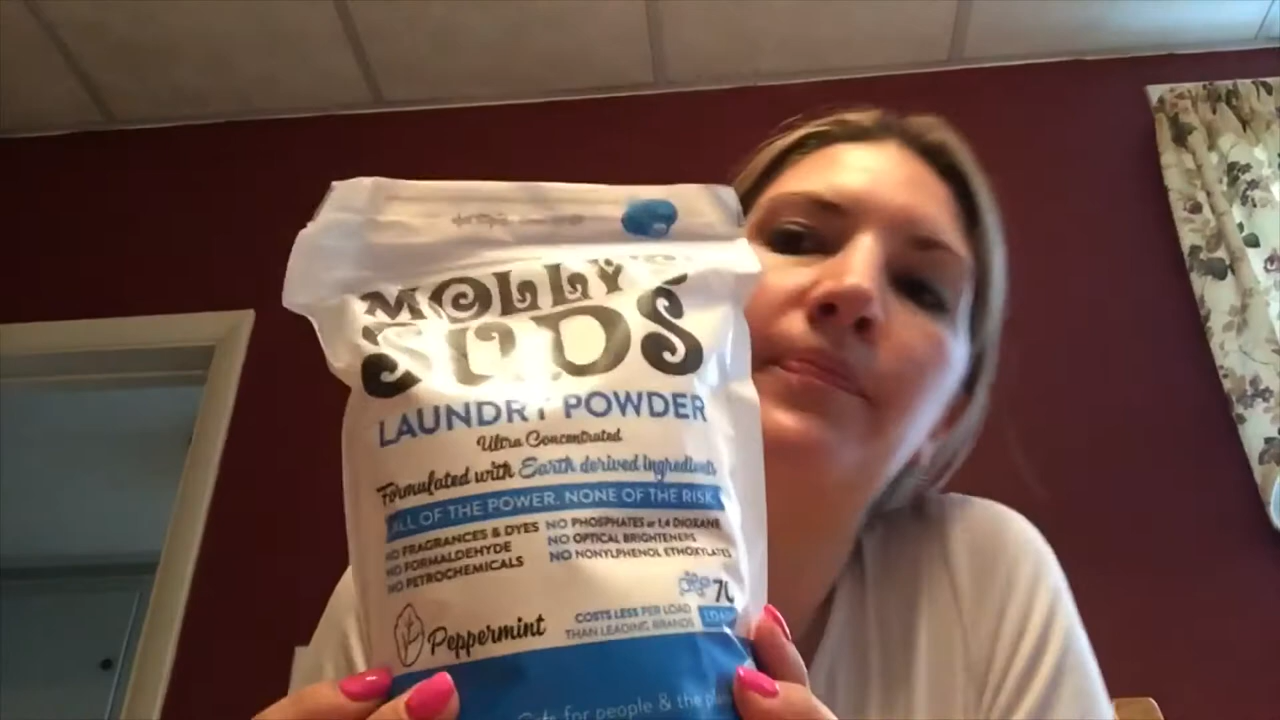 MOLLY'S
SUDS
LAUNDRY POWDER
Ultra Concentrated
Formulated with Earth derived ingredients
ALL OF THE POWER. NONE OF THE RISK.
NO FRAGRANCES & DYES
NO FORMALDEHYDE
NO PETROCHEMICALS
NO PHOSPHATES or 1,4 DIOXANE
NO OPTICAL BRIGHTENERS
NO NONYLPHENOL ETHOXYLATES
70
COSTS LESS PER LOAD
THAN LEADING BRANDS
Peppermint
for people & the